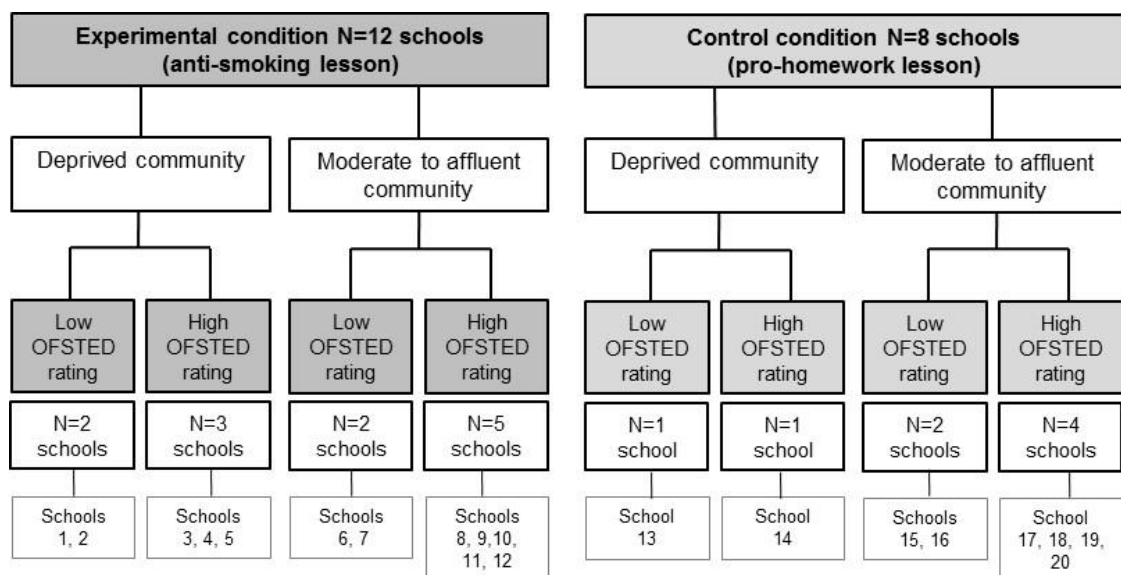 Experimental condition N=12 schools
(anti-smoking lesson)
Control condition N=8 schools
(pro-homework lesson)
Deprived community
Moderate to affluent
community
Deprived community
Moderate to affluent
community
Low
OFSTED
rating
High
OFSTED
rating
Low
OFSTED
rating
High
OFSTED
rating
Low
OFSTED
rating
High
OFSTED
rating
Low
OFSTED
rating
High
OFSTED
rating
N=2
schools
N=3
schools
N=2
schools
N=5
schools
N=1
school
N=1
school
N=2
schools
N=4
schools
Schools
1, 2
Schools
3, 4, 5
Schools
6, 7
Schools
8, 9,10,
11, 12
School
13
School
14
Schools
15, 16
School
17, 18, 19,
20